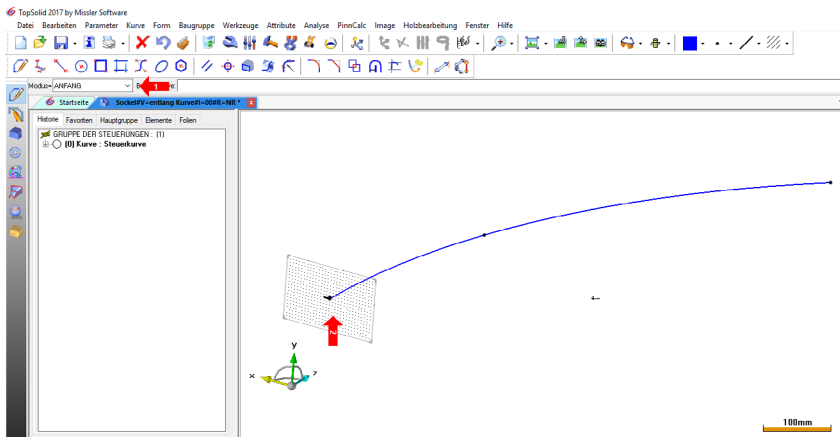 TopSolid 2017 by Missler Software
Datei Bearbeiten Parameter Kurve Form Baugruppe Werkzeuge Attribute Analyse PinnCalc Image Holzbearbeitung Fenster Hilfe
Modus= ANFANG 1
Startseite Sockel#V=entlang Kurve#I=00#R=NR *
Historie Favoriten Hauptgruppe Elemente Folien
GRUPPE DER STEUERUNGEN : (1)
[0] Kurve : Steuerkurve
2
y
x z
100mm